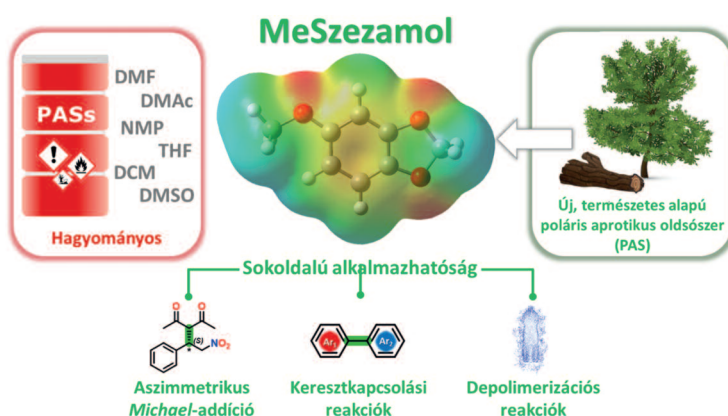 MeSzezamol
DMF
DMAc
PASs
NMP
THF
DCM
DMSO
Hagyományos
Új, természetes alapú
poláris aprotikus oldsószer
(PAS)
Sokoldalú alkalmazhatóság
O O
NO₂
(S)
*
Ar₁ Ar₂
Aszimmetrikus
Michael-addíció
Keresztkapcsolási
reakciók
Depolimerizációs
reakciók